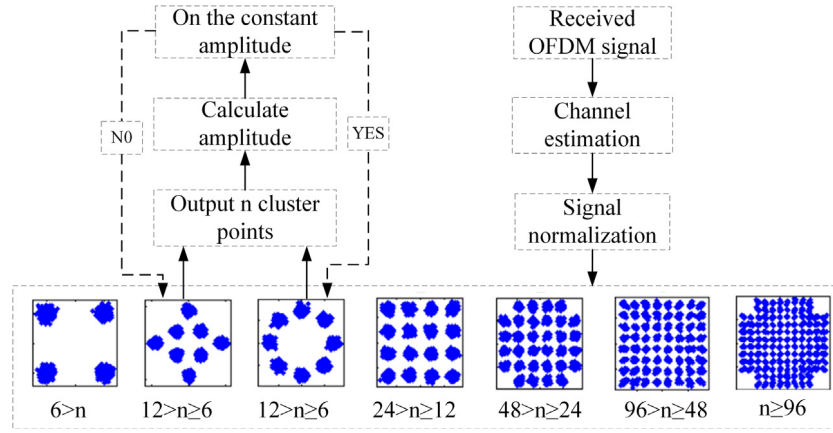 On the constant
amplitude
Calculate
amplitude
N0
YES
Output n cluster
points
Received
OFDM signal
Channel
estimation
Signal
normalization
6>n
12>n≥6
12>n≥6
24>n≥12
48>n≥24
96>n≥48
n≥96